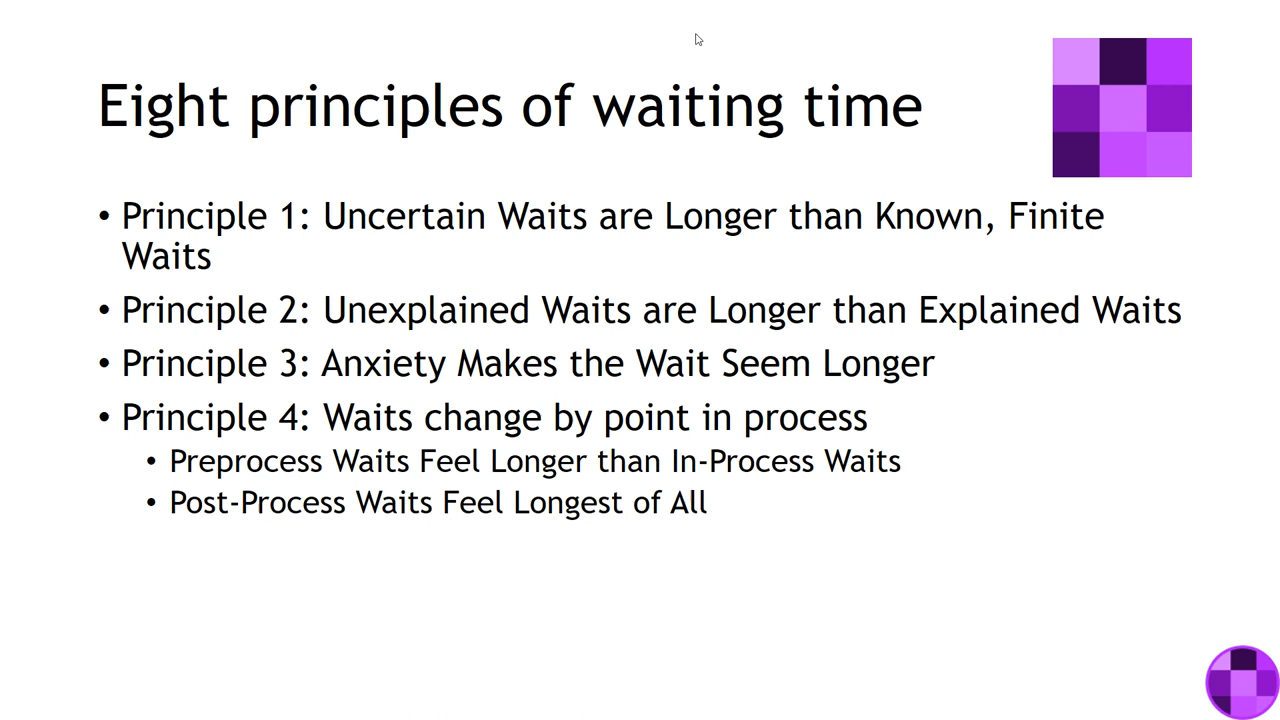 Eight principles of waiting time
• Principle 1: Uncertain Waits are Longer than Known, Finite
Waits
• Principle 2: Unexplained Waits are Longer than Explained Waits
• Principle 3: Anxiety Makes the Wait Seem Longer
• Principle 4: Waits change by point in process
• Preprocess Waits Feel Longer than In-Process Waits
• Post-Process Waits Feel Longest of All